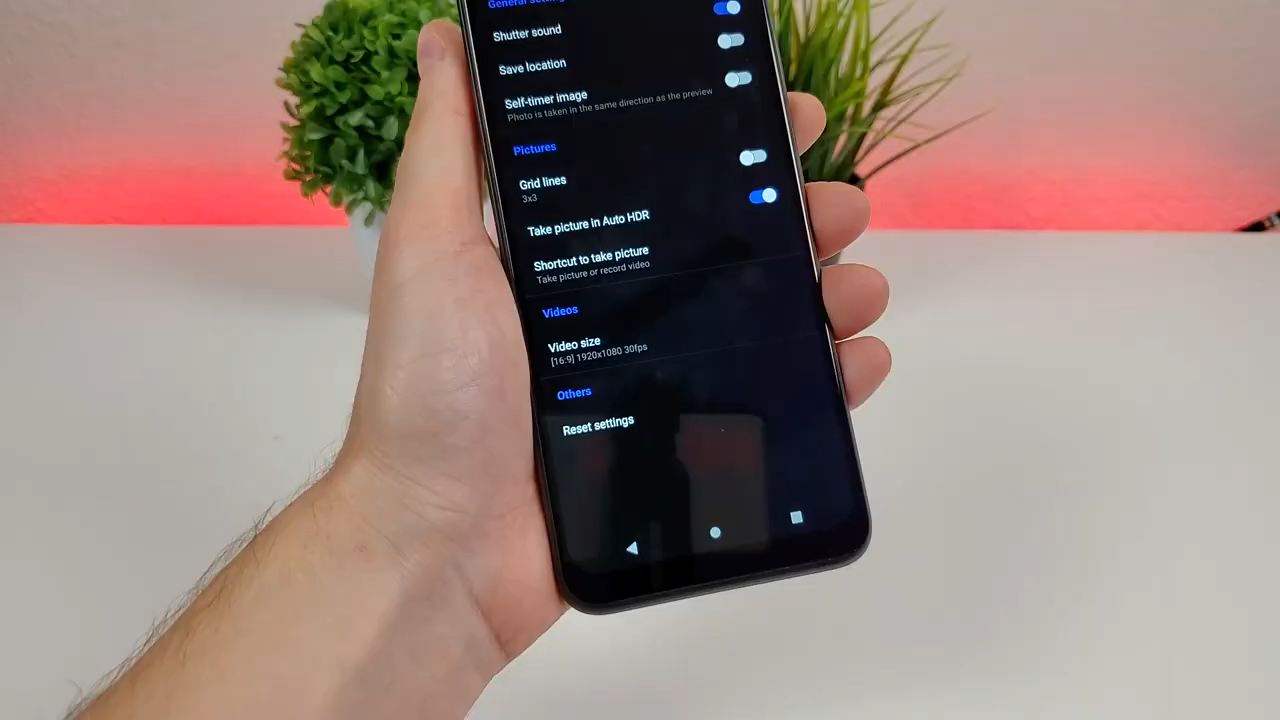 General
Shutter sound
Save location
Self-timer image
Photo is taken in the same direction as the preview
Pictures
Grid lines
3x3
Take picture in Auto HDR
Shortcut to take picture
Take picture or record video
Videos
Video size
[16:9] 1920x1080 30fps
Others
Reset settings